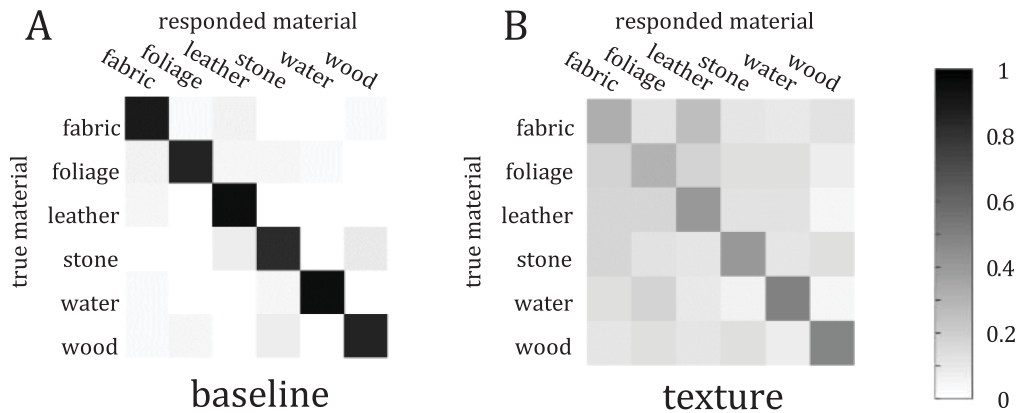 A
responded material
fabric
foliage
leather
stone
water
wood
true material
fabric
foliage
leather
stone
water
wood
baseline
B
responded material
fabric
foliage
leather
stone
water
wood
true material
fabric
foliage
leather
stone
water
wood
texture
1
0.8
0.6
0.4
0.2
0